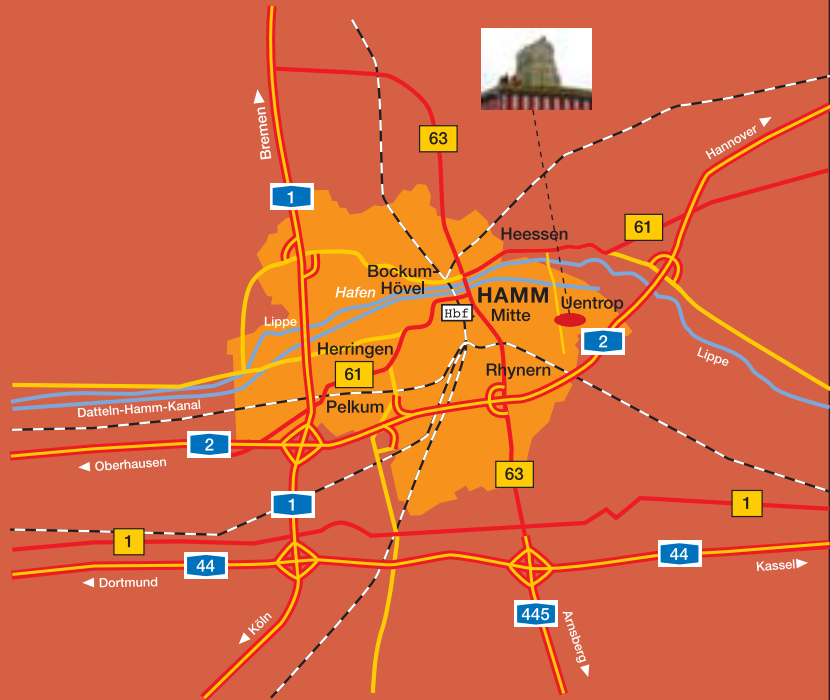 63
Bremen
Hannover
1
61
Heessen
Bockum-
Hövel
Hafen
HAMM
Mitte
Uentrop
Hbf
Lippe
2
Herringen
Lippe
61
Rhynern
Pelkum
Datteln-Hamm-Kanal
2
Oberhausen
63
1
1
1
44
44
Kassel
Dortmund
445
Köln
Arnsberg